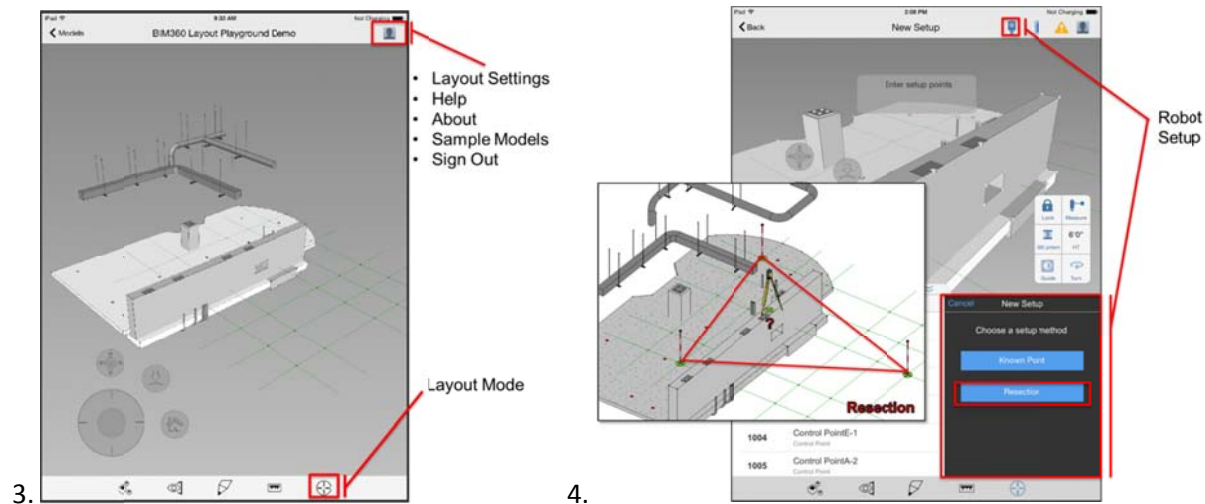 iPad 9:33 AM Not Charging
Models BIM360 Layout Playground Demo
• Layout Settings
• Help
• About
• Sample Models
• Sign Out
Layout Mode
3.
iPad 2:08 PM Not Charging
Back New Setup
Enter setup points
Robot
Setup
Lock Measure
6'0"
HT
Guide Turn
Resection
Cancel New Setup
Choose a setup method
Known Point
Resection
1004 Control PointE-1
Control Point
1005 Control PointA-2
Control Point
4.